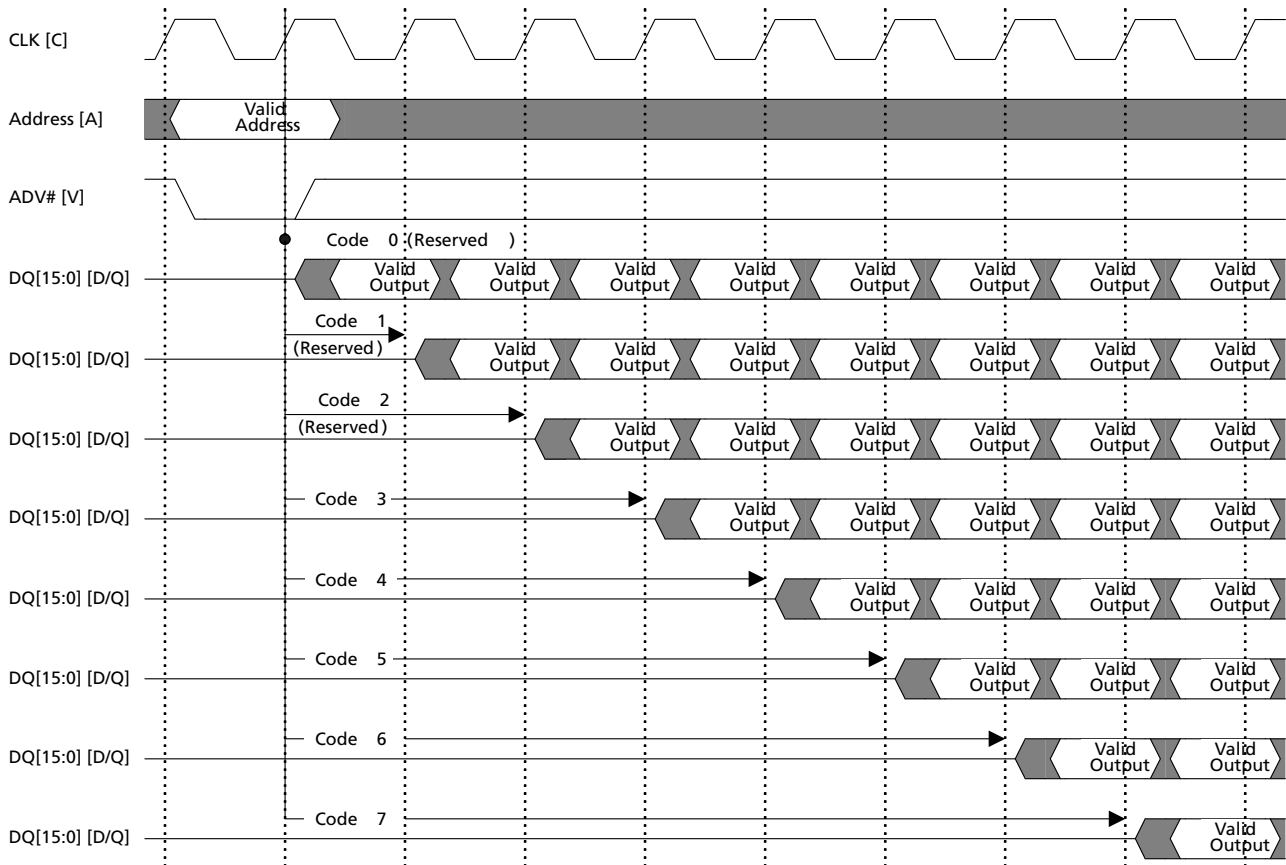 CLK [C]
Address [A]
Valid
Address
ADV# [V]
Code 0 (Reserved )
DQ[15:0] [D/Q]
Valid Output Valid Output Valid Output Valid Output Valid Output Valid Output Valid Output Valid Output
Code 1
(Reserved)
DQ[15:0] [D/Q]
Valid Output Valid Output Valid Output Valid Output Valid Output Valid Output Valid Output
Code 2
(Reserved)
DQ[15:0] [D/Q]
Valid Output Valid Output Valid Output Valid Output Valid Output Valid Output
Code 3
DQ[15:0] [D/Q]
Valid Output Valid Output Valid Output Valid Output Valid Output
Code 4
DQ[15:0] [D/Q]
Valid Output Valid Output Valid Output Valid Output
Code 5
DQ[15:0] [D/Q]
Valid Output Valid Output Valid Output
Code 6
DQ[15:0] [D/Q]
Valid Output Valid Output
Code 7
DQ[15:0] [D/Q]
Valid Output